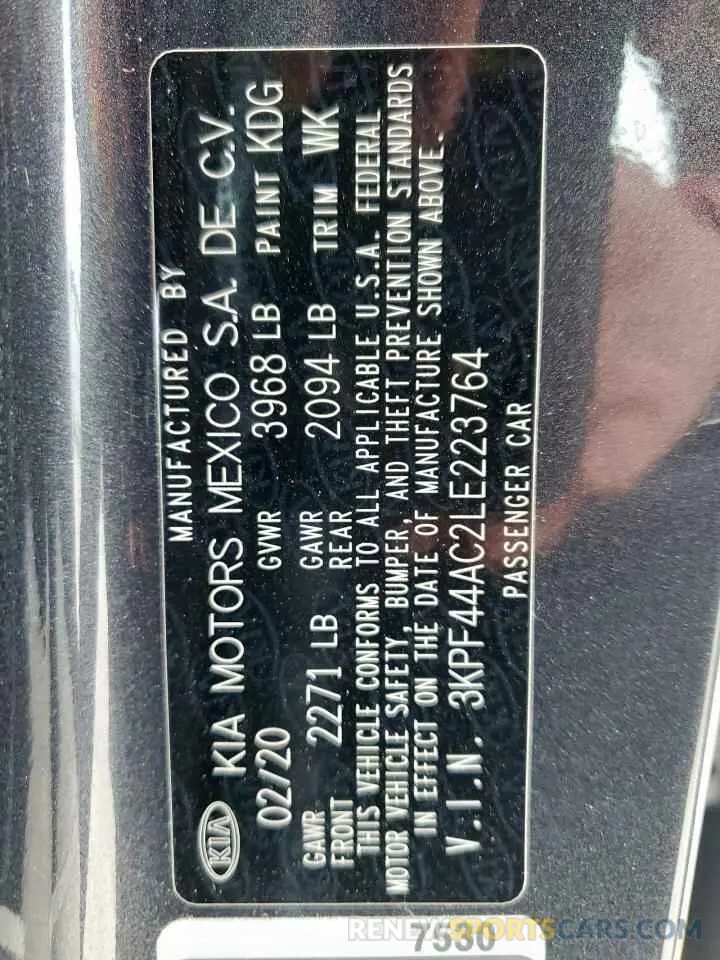 MANUFACTURED BY
KIA KIA MOTORS MEXICO S.A. DE C.V.
02/20 GVWR 3968 LB PAINT KDG
GAWR FRONT 2271 LB GAWR REAR 2094 LB TRIM WK
THIS VEHICLE CONFORMS TO ALL APPLICABLE U.S.A. FEDERAL
MOTOR VEHICLE SAFETY, BUMPER, AND THEFT PREVENTION STANDARDS
IN EFFECT ON THE DATE OF MANUFACTURE SHOWN ABOVE.
V.I.N. 3KPF44AC2LE223764
PASSENGER CAR
7530
RENEWSPORTSCARS.COM